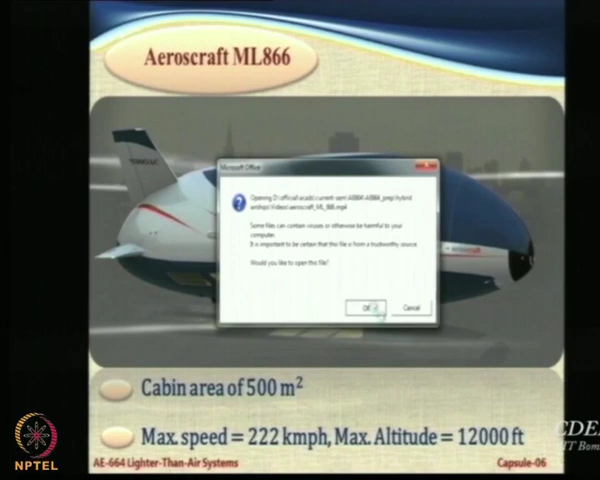 Aeroscraft ML866
Microsoft Office
Some files can contain viruses or otherwise be harmful to your
computer.
It is important to be certain that this file is from a trustworthy source.
Would you like to open this file?
OK
Cancel
aeroscraft
Cabin area of 500 m²
Max. speed = 222 kmph, Max. Altitude = 12000 ft
AE-664 Lighter-Than-Air Systems
Capsule-06
NPTEL
CDE
IT Bom